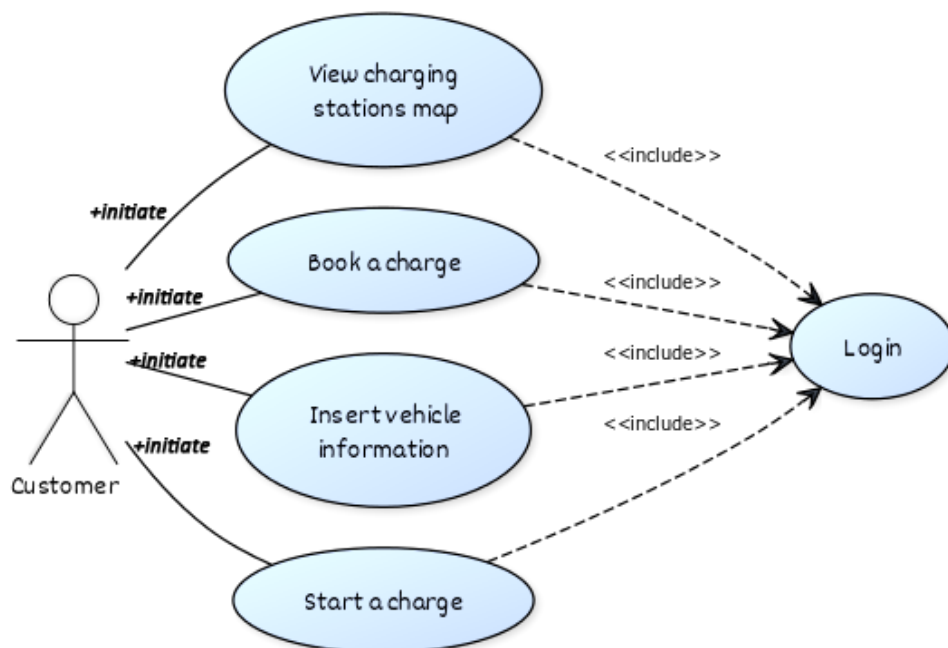 View charging
stations map
<<include>>
+initiate
Book a charge
<<include>>
+initiate
Login
<<include>>
+initiate
Insert vehicle
information
<<include>>
+initiate
Customer
Start a charge